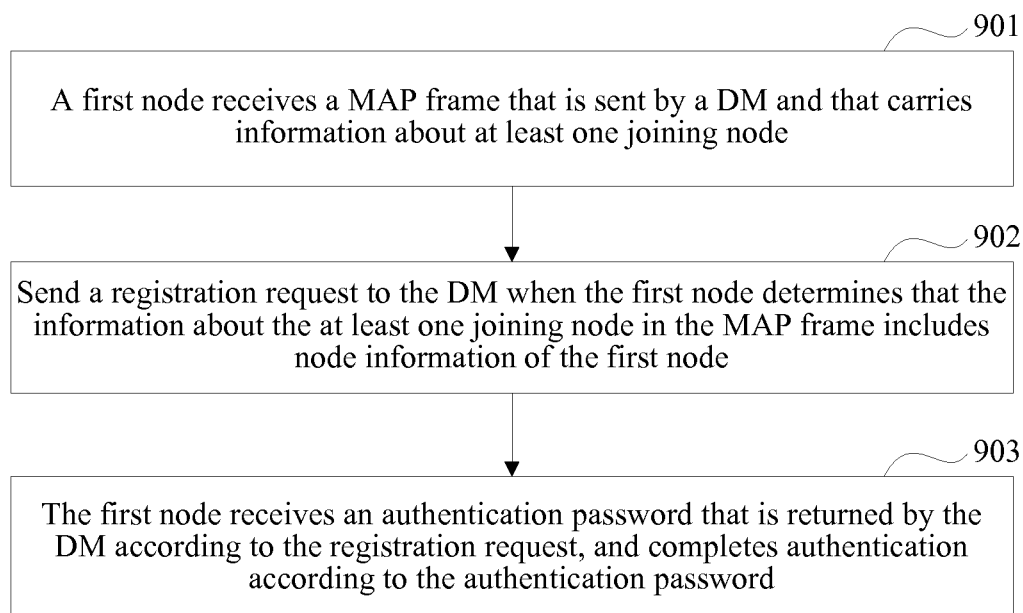 901
A first node receives a MAP frame that is sent by a DM and that carries
information about at least one joining node
902
Send a registration request to the DM when the first node determines that the
information about the at least one joining node in the MAP frame includes
node information of the first node
903
The first node receives an authentication password that is returned by the
DM according to the registration request, and completes authentication
according to the authentication password